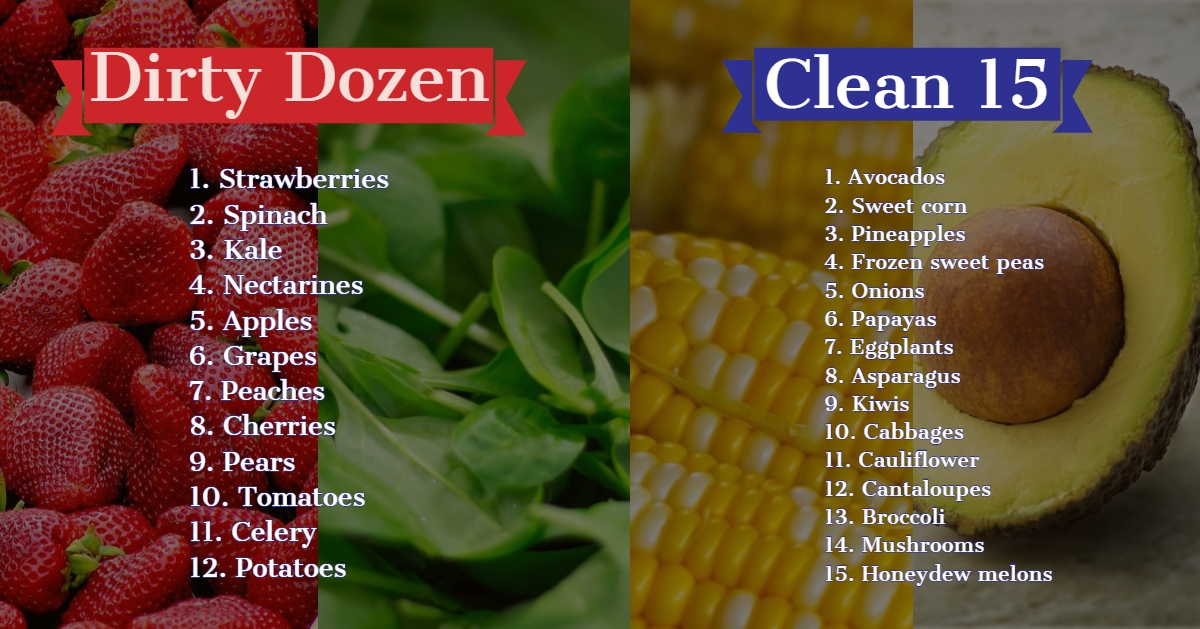 Dirty Dozen
1. Strawberries
2. Spinach
3. Kale
4. Nectarines
5. Apples
6. Grapes
7. Peaches
8. Cherries
9. Pears
10. Tomatoes
11. Celery
12. Potatoes
Clean 15
1. Avocados
2. Sweet corn
3. Pineapples
4. Frozen sweet peas
5. Onions
6. Papayas
7. Eggplants
8. Asparagus
9. Kiwis
10. Cabbages
11. Cauliflower
12. Cantaloupes
13. Broccoli
14. Mushrooms
15. Honeydew melons